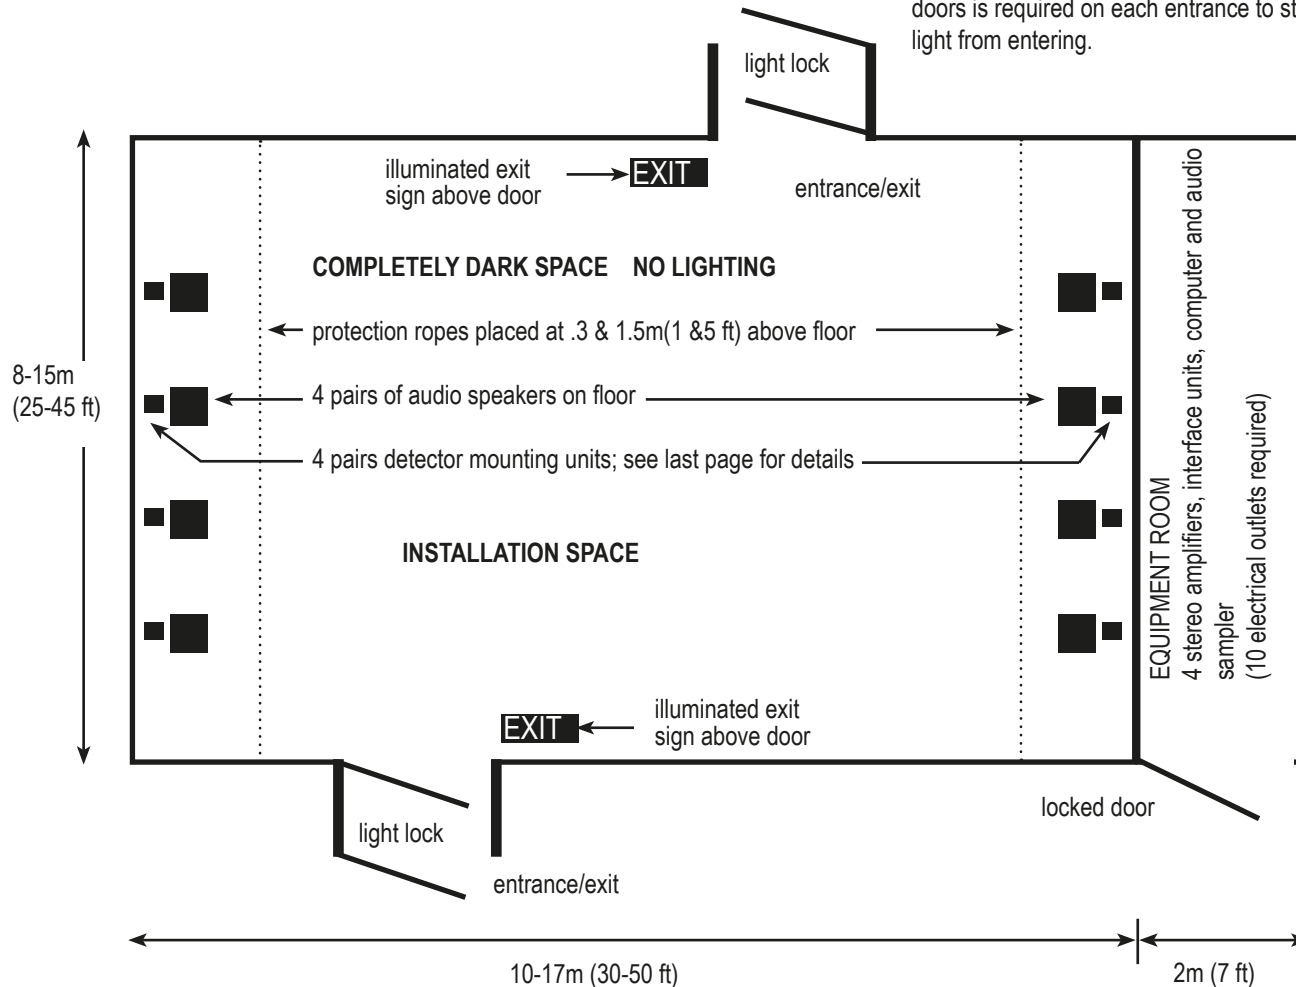 doors is required on each entrance to st
light from entering.
light lock
illuminated exit
sign above door
EXIT
entrance/exit
COMPLETELY DARK SPACE NO LIGHTING
protection ropes placed at .3 & 1.5m(1 &5 ft) above floor
8-15m
(25-45 ft)
4 pairs of audio speakers on floor
4 pairs detector mounting units; see last page for details
INSTALLATION SPACE
EQUIPMENT ROOM
4 stereo amplifiers, interface units, computer and audio
sampler
(10 electrical outlets required)
EXIT
illuminated exit
sign above door
locked door
light lock
entrance/exit
10-17m (30-50 ft)
2m (7 ft)